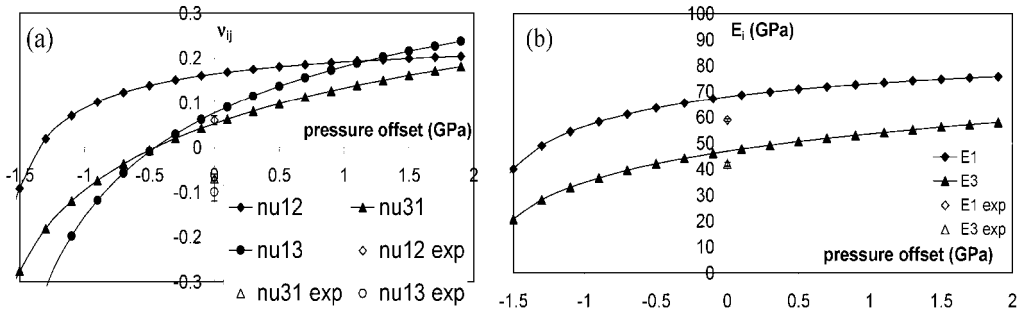 (a)
ν_ij
0.3
0.2
0.1
0
-0.1
-0.2
-0.3
-1.5 -1 -0.5 0 0.5 1 1.5 2
pressure offset (GPa)
nu12 nu31
nu13 nu12 exp
nu31 exp nu13 exp
(b)
E_i (GPa)
100
90
80
70
60
50
40
30
20
10
0
E1
E3
E1 exp
E3 exp
pressure offset (GPa)
-1.5 -1 -0.5 0 0.5 1 1.5 2